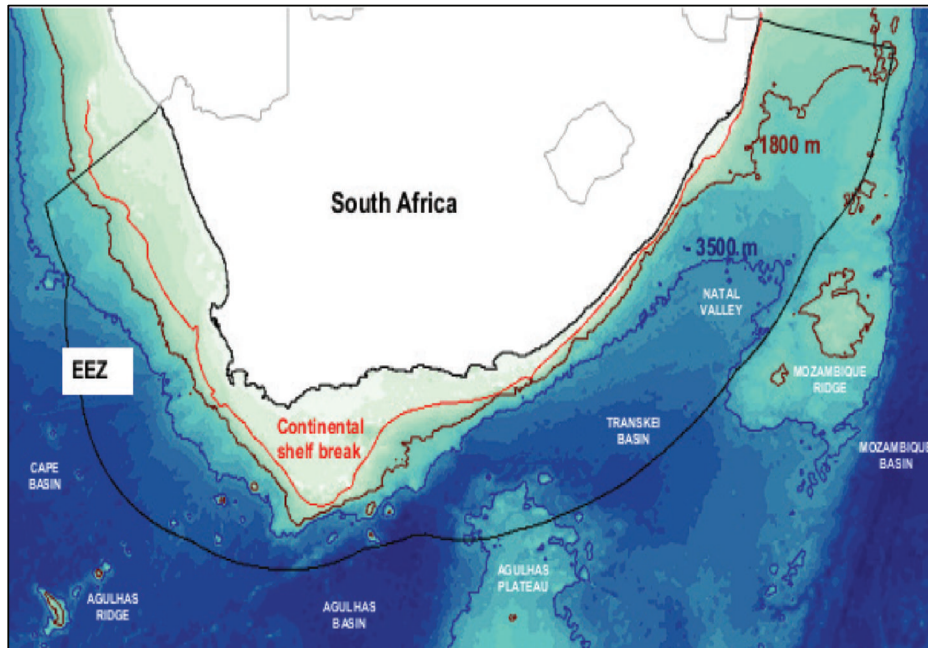 - 1800 m
South Africa
- 3500 m
NATAL
VALLEY
EEZ
MOZAMBIQUE
RIDGE
Continental
shelf break
TRANSKEI
BASIN
MOZAMBIQUE
BASIN
CAPE
BASIN
AGULHAS
PLATEAU
AGULHAS
RIDGE
AGULHAS
BASIN